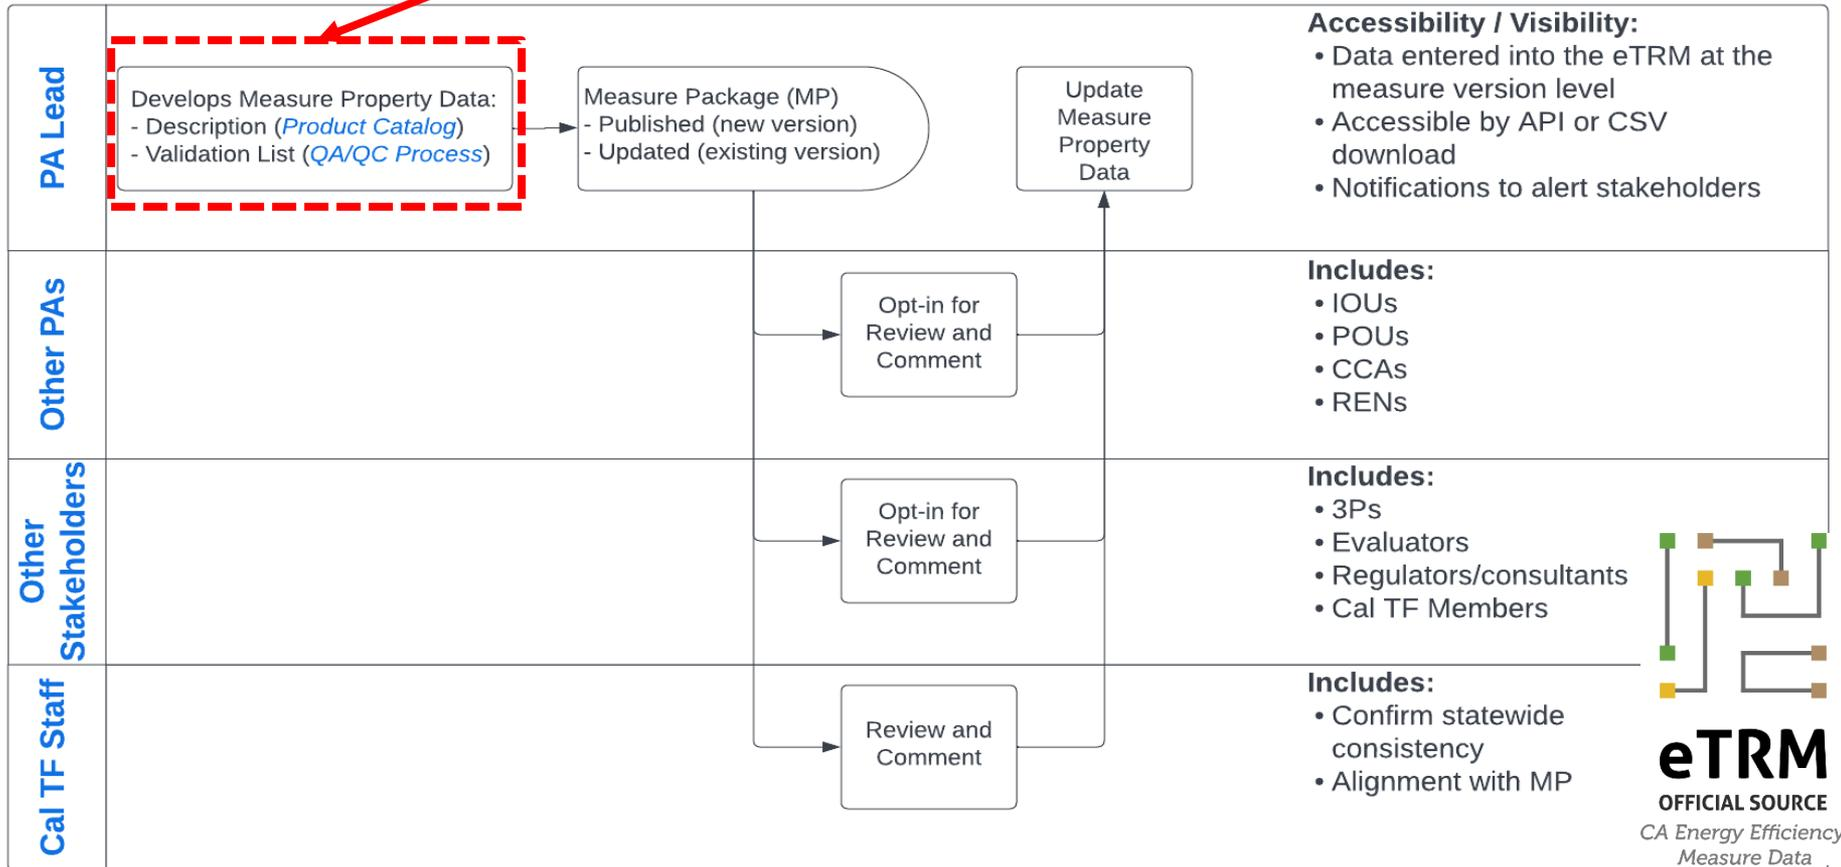 PA Lead
Develops Measure Property Data:
- Description (Product Catalog)
- Validation List (QA/QC Process)
Measure Package (MP)
- Published (new version)
- Updated (existing version)
Update
Measure
Property
Data
Accessibility / Visibility:
• Data entered into the eTRM at the
measure version level
• Accessible by API or CSV
download
• Notifications to alert stakeholders
Other PAs
Opt-in for
Review and
Comment
Includes:
• IOUs
• POUs
• CCAs
• RENs
Other
Stakeholders
Opt-in for
Review and
Comment
Includes:
• 3Ps
• Evaluators
• Regulators/consultants
• Cal TF Members
Cal TF Staff
Review and
Comment
Includes:
• Confirm statewide
consistency
• Alignment with MP
eTRM
OFFICIAL SOURCE
CA Energy Efficiency
Measure Data